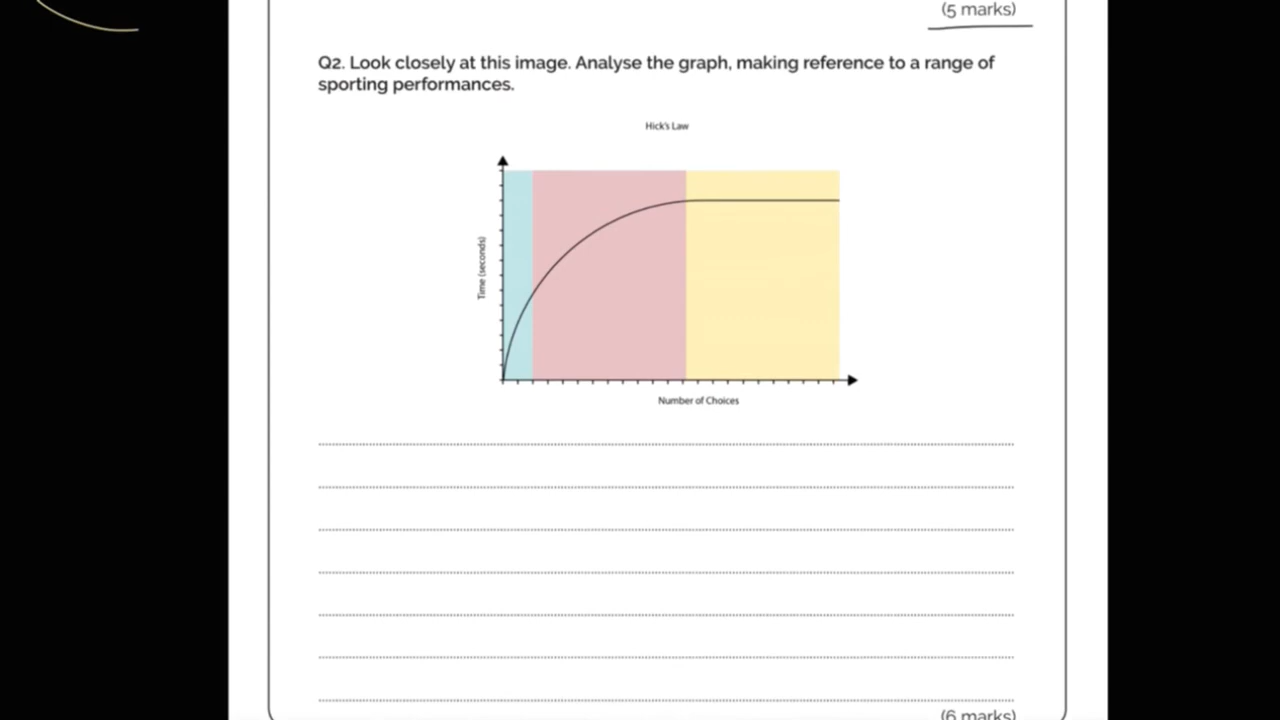 (5 marks)
Q2. Look closely at this image. Analyse the graph, making reference to a range of
sporting performances.
Hick's Law
Time (seconds)
Number of Choices
(6 marks)